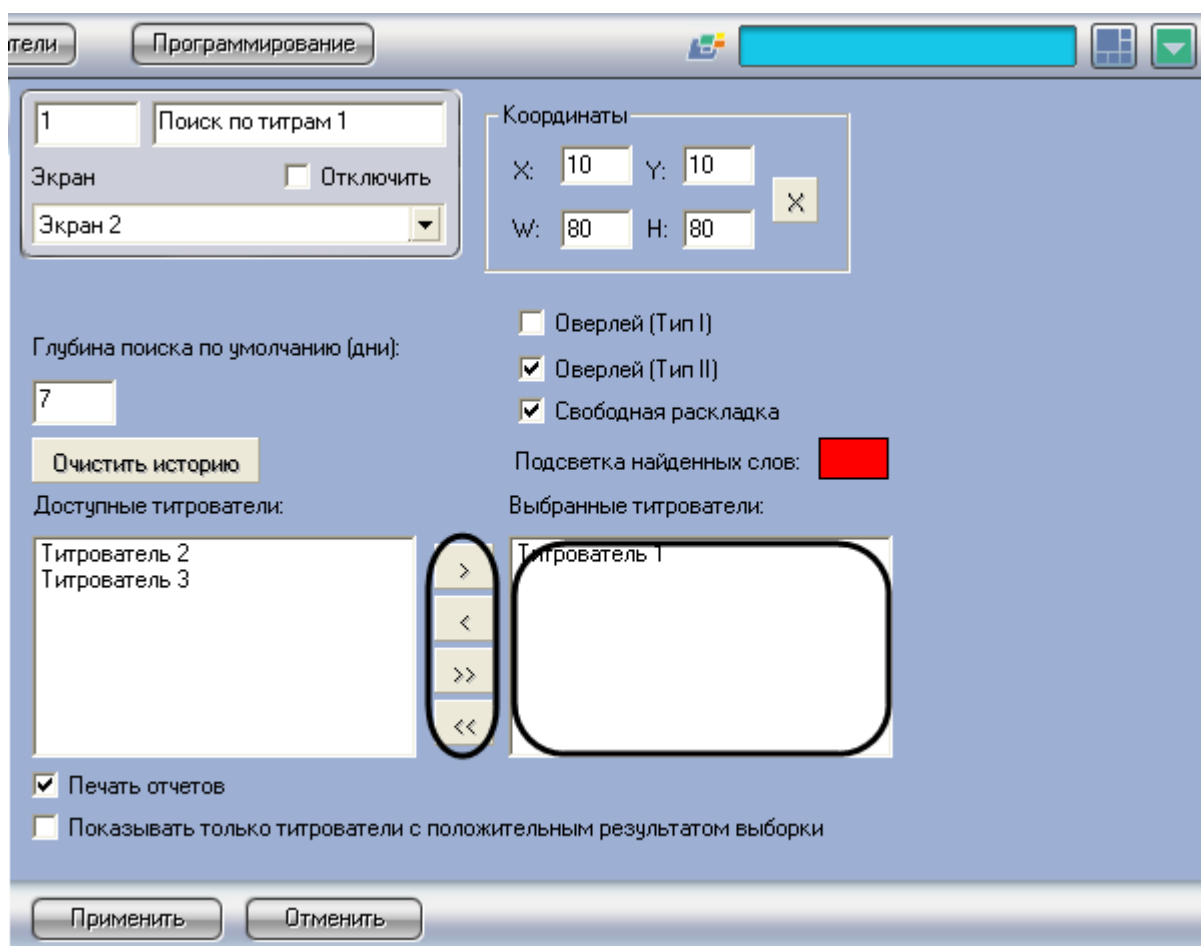 тели
Программирование
1
Поиск по титрам 1
Экран
Отключить
Экран 2
Координаты
X: 10 Y: 10
X
W: 80 H: 80
Глубина поиска по умолчанию (дни):
7
Оверлей (Тип I)
Оверлей (Тип II)
Свободная раскладка
Очистить историю
Подсветка найденных слов:
Доступные титрователи:
Выбранные титрователи:
Титрователь 2
Титрователь 3
>
<
>>
<<
Титрователь 1
Печать отчетов
Показывать только титрователи с положительным результатом выборки
Применить
Отменить